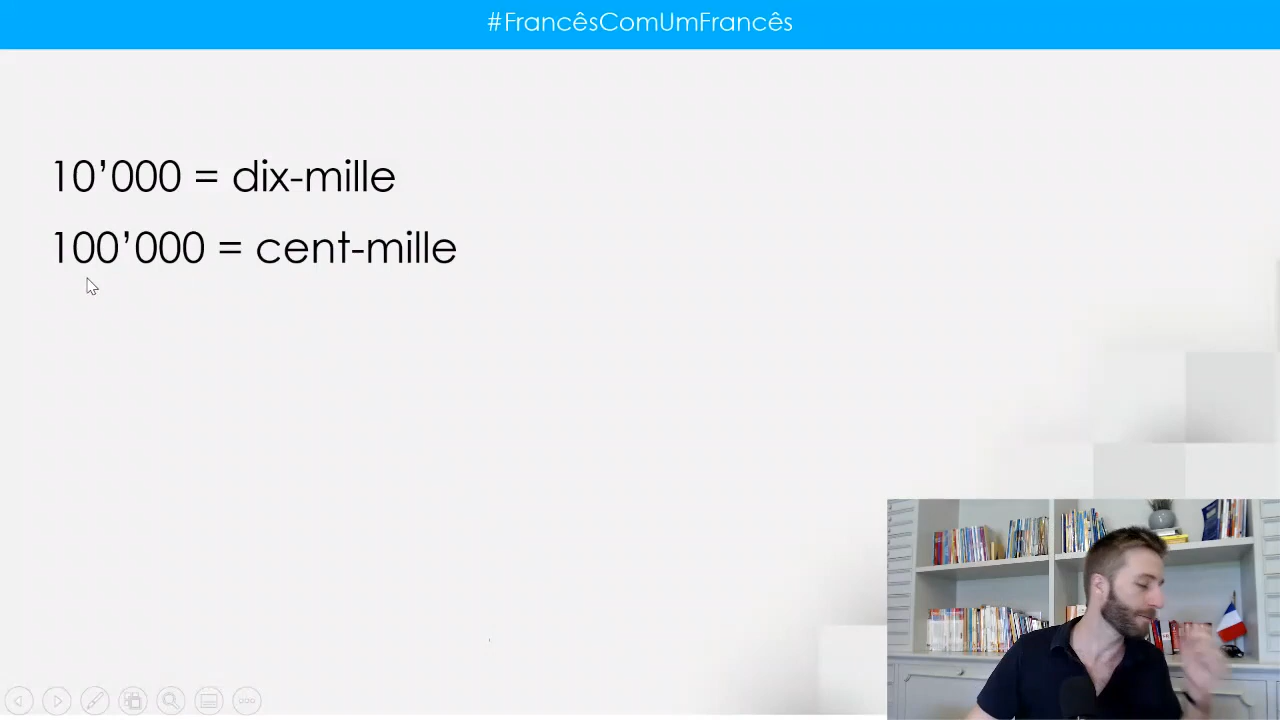 #FrancêsComUmFrancês
10’000 = dix-mille
100’000 = cent-mille